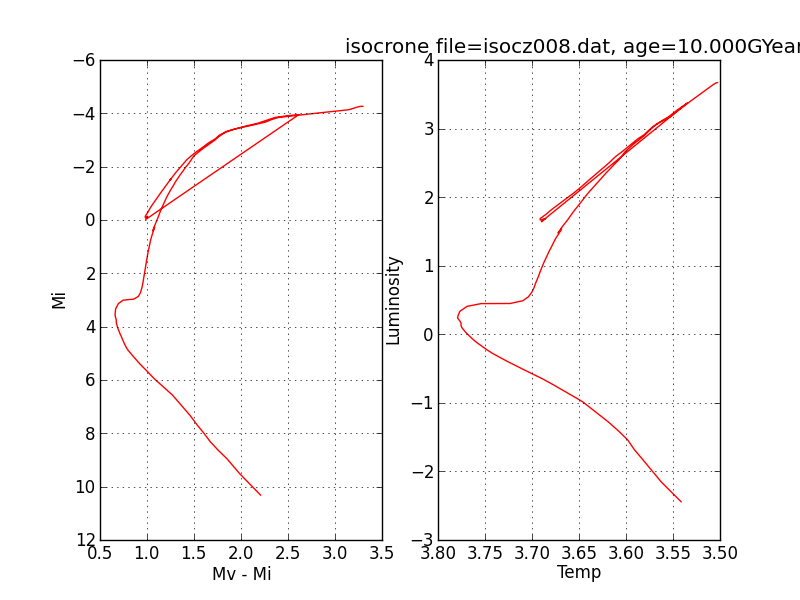 isocrone file=isocz008.dat, age=10.000GYear
−6
−4
−2
0
2
4
6
8
10
12
Mi
0.5 1.0 1.5 2.0 2.5 3.0 3.5
Mv - Mi
4
3
2
1
0
−1
−2
−3
Luminosity
3.80 3.75 3.70 3.65 3.60 3.55 3.50
Temp